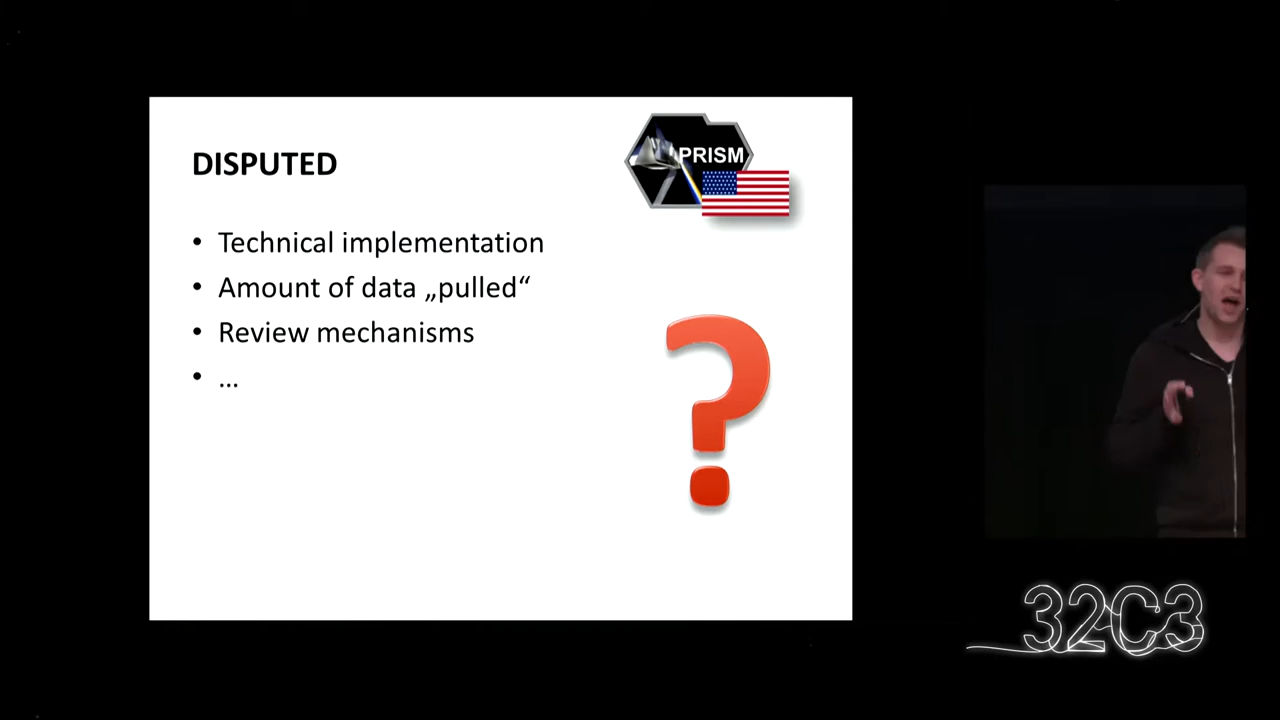 DISPUTED
PRISM
• Technical implementation
• Amount of data „pulled“
• Review mechanisms
• ...
?
32C3